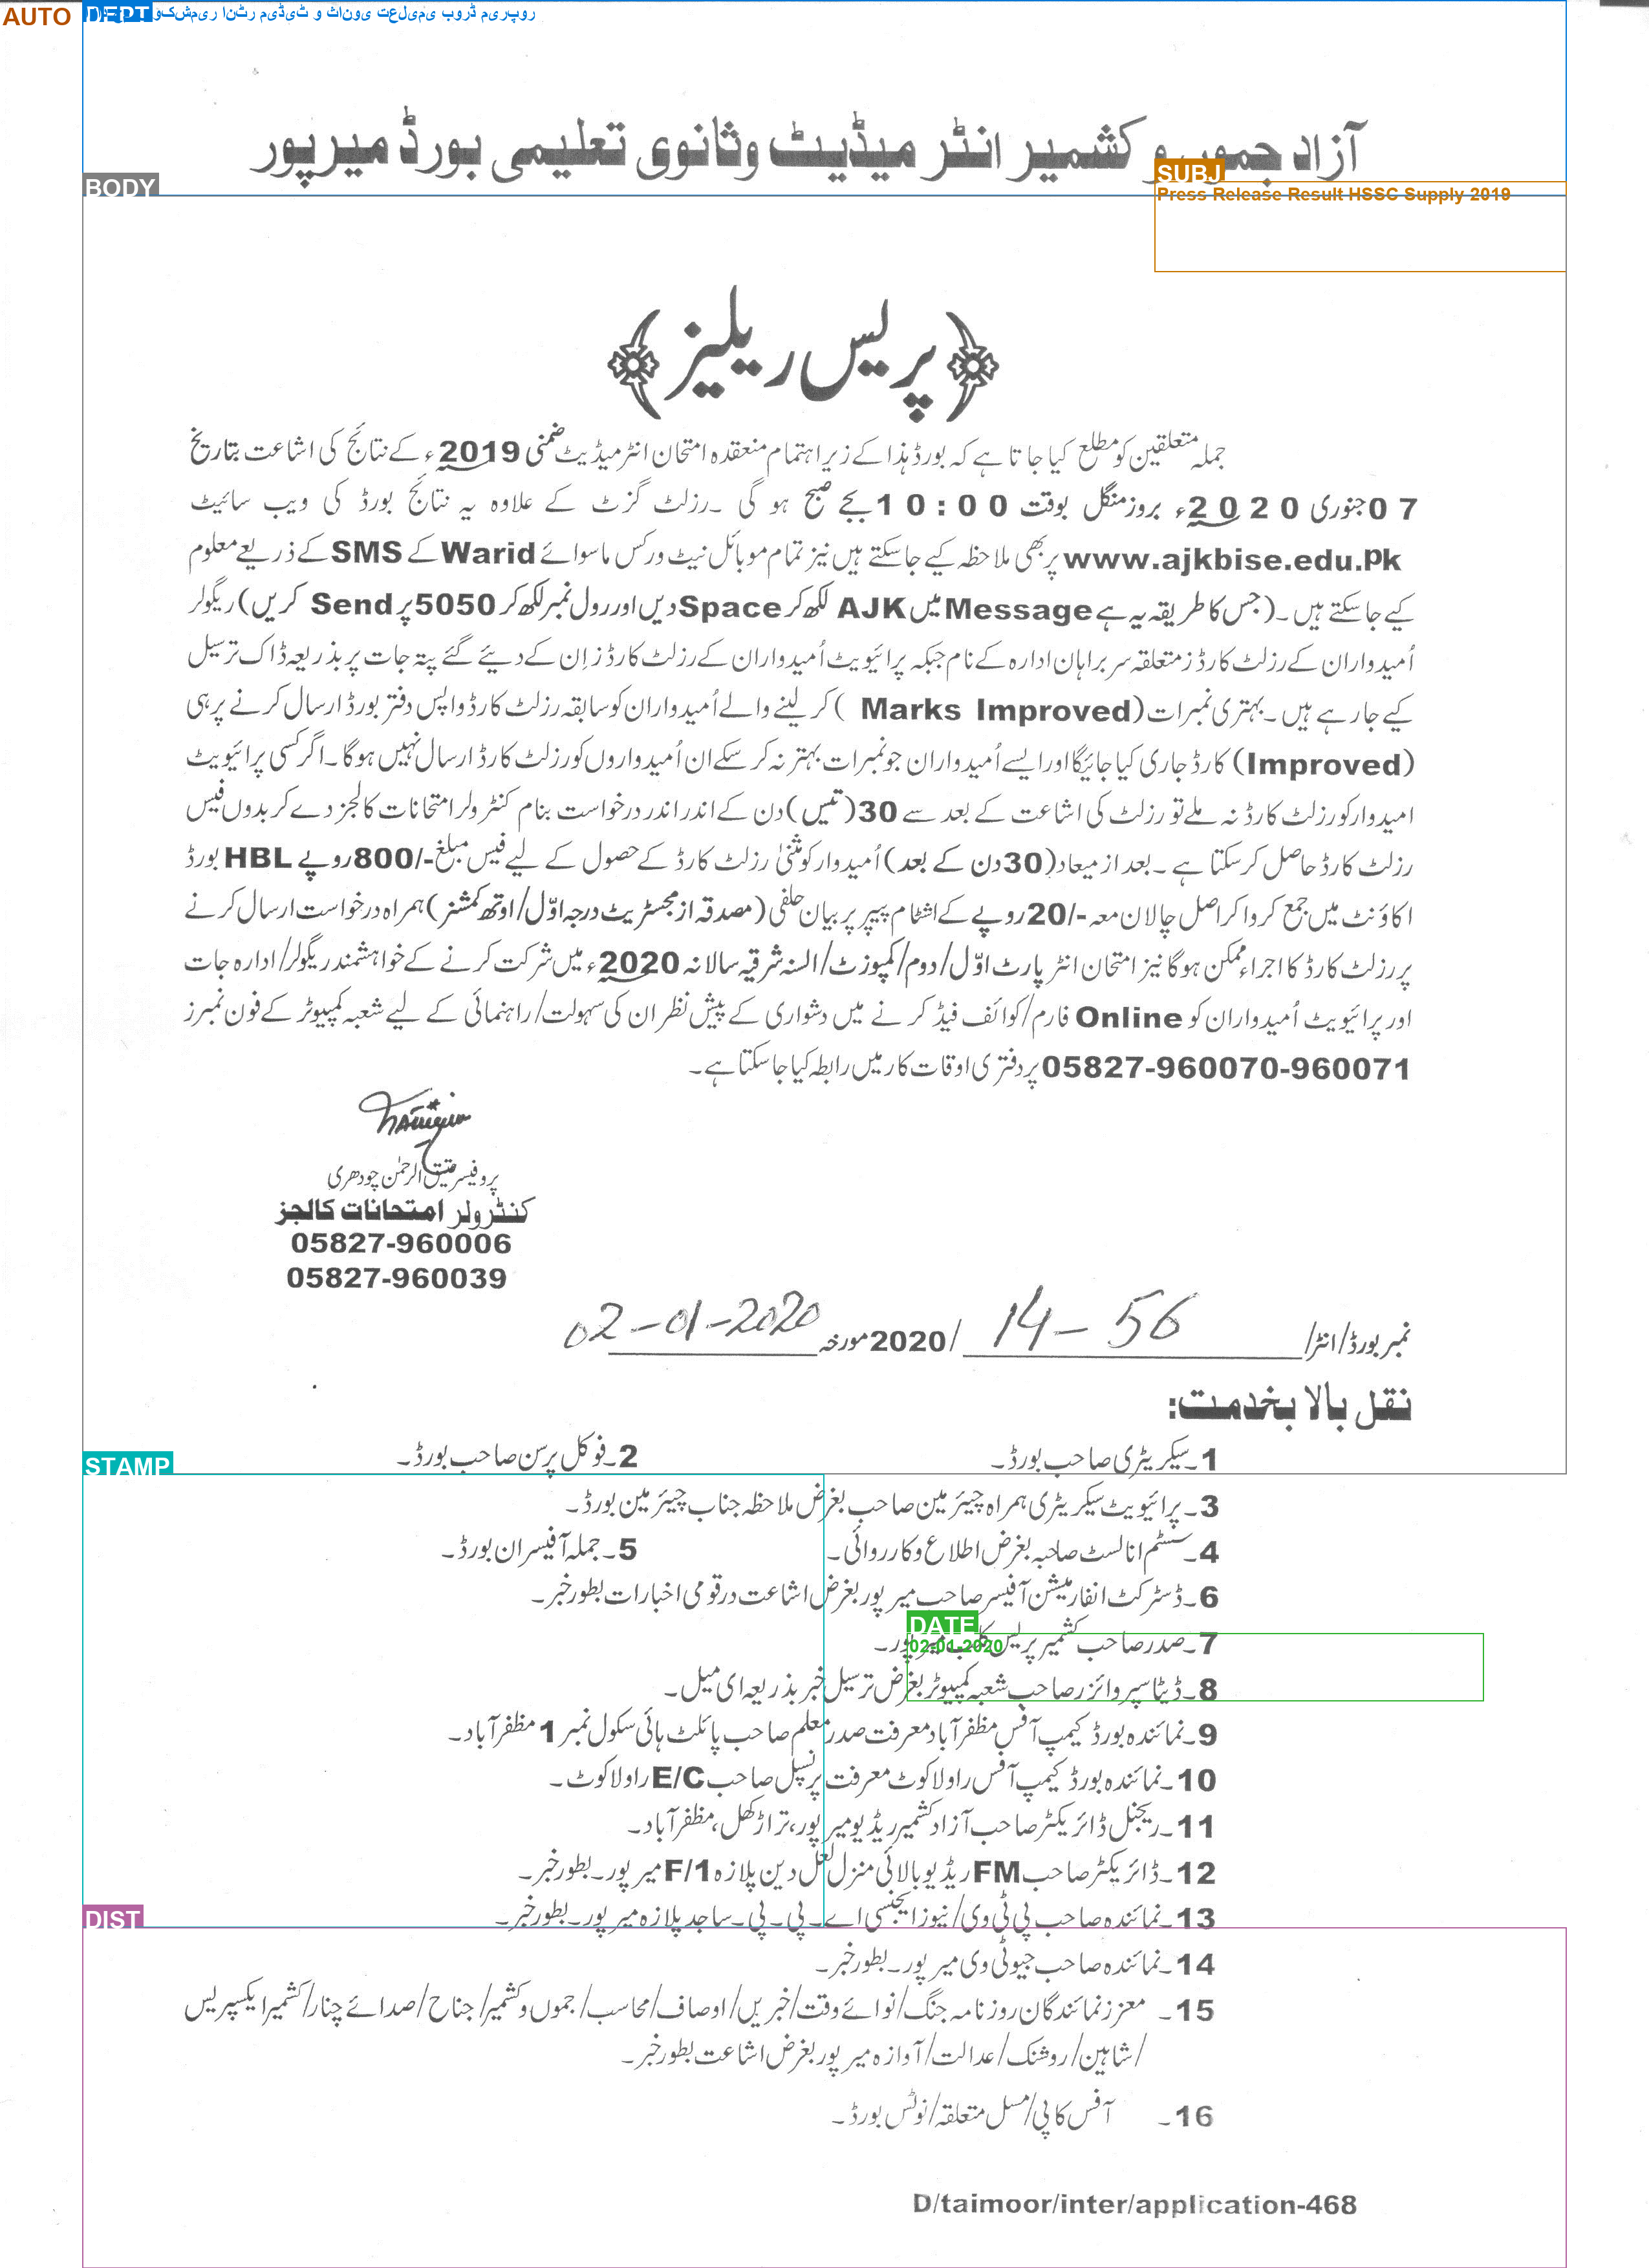 AUTO
DEPT
آزاد جموں و کشمیر انٹر میڈیٹ و ثانوی تعلیمی بورڈ میرپور
SUBJ
Press Release Result HSSC Supply 2019
BODY
پریس ریلیز
جملہ متعلقین کو مطلع کیا جاتا ہے کہ بورڈ ہذا کے زیر اہتمام منعقدہ امتحان انٹرمیڈیٹ ضمنی 2019ء کے نتائج کی اشاعت بتاریخ
07 جنوری 2020ء بروز منگل بوقت 10:00 بجے صبح ہو گی ۔ رزلٹ گزٹ کے علاوہ یہ نتائج بورڈ کی ویب سائیٹ
www.ajkbise.edu.pk پر بھی ملاحظہ کیے جا سکتے ہیں نیز تمام موبائل نیٹ ورکس ماسوائے Warid کے SMS کے ذریعے معلوم
کیے جا سکتے ہیں ۔ (جس کا طریقہ یہ ہے Message میں AJK لکھ کر Space دیں اور رول نمبر لکھ کر 5050 پر Send کریں) ریگولر
اُمیدواران کے رزلٹ کارڈز متعلقہ سربراہان ادارہ کے نام جبکہ پرائیویٹ اُمیدواران کے رزلٹ کارڈز اِن کے دیئے گئے پتہ جات پر بذریعہ ڈاک ترسیل
کیے جا رہے ہیں ۔ بہتری نمبرات (Marks Improved) کر لینے والے اُمیدواران کو سابقہ رزلٹ کارڈ واپس دفتر بورڈ ارسال کرنے پر ہی
(Improved) کارڈ جاری کیا جائیگا اور ایسے اُمیدواران جو نمبرات بہتر نہ کر سکے ان اُمیدواروں کو رزلٹ کارڈ ارسال نہیں ہوگا ۔ اگر کسی پرائیویٹ
امیدوار کو رزلٹ کارڈ نہ ملے تو رزلٹ کی اشاعت کے بعد سے 30 (تیس) دن کے اندر اندر درخواست بنام کنٹرولر امتحانات کالجز دے کر بدوں فیس
رزلٹ کارڈ حاصل کر سکتا ہے ۔ بعد از میعاد (30 دن کے بعد) اُمیدوار کو مثنیٰ رزلٹ کارڈ کے حصول کے لیے فیس مبلغ -/800 روپے HBL بورڈ
اکاؤنٹ میں جمع کروا کر اصل چالان معہ -/20 روپے کے اشٹام پیپر پر بیان حلفی (مصدقہ از مجسٹریٹ درجہ اوّل/اوتھ کمشنر) ہمراہ درخواست ارسال کرنے
پر رزلٹ کارڈ کا اجراء ممکن ہوگا نیز امتحان انٹر پارٹ اوّل/دوم/کمپوزٹ/السنہ شرقیہ سالانہ 2020ء میں شرکت کرنے کے خواہشمند ریگولر/ادارہ جات
اور پرائیویٹ اُمیدواران کو Online فارم/کوائف فیڈ کرنے میں دشواری کے پیش نظر ان کی سہولت/راہنمائی کے لیے شعبہ کمپیوٹر کے فون نمبرز
05827-960070-960071 پر دفتری اوقات کار میں رابطہ کیا جا سکتا ہے ۔
پروفیسر عتیق الرحمٰن چودھری
کنٹرولر امتحانات کالجز
05827-960006
05827-960039
نمبر بورڈ/انٹر/ 14-56 /2020 مورخہ 02-01-2020
نقل بالا بخدمت:
1۔ سیکریٹری صاحب بورڈ ۔ 2۔ فوکل پرسن صاحب بورڈ ۔
STAMP
3۔ پرائیویٹ سیکریٹری ہمراہ چیئرمین صاحب بغرض ملاحظہ جناب چیئرمین بورڈ ۔
4۔ سسٹم انالسٹ صاحبہ بغرض اطلاع و کارروائی ۔ 5۔ جملہ آفیسران بورڈ ۔
6۔ ڈسٹرکٹ انفارمیشن آفیسر صاحب میر پور بغرض اشاعت در قومی اخبارات بطور خبر ۔
DATE
02-01-2020
7۔ صدر صاحب کشمیر پریس کلب میر پور ۔
8۔ ڈیٹا سپروائزر صاحب شعبہ کمپیوٹر بغرض ترسیل خبر بذریعہ ای میل ۔
9۔ نمائندہ بورڈ کیمپ آفس مظفرآباد معرفت صدر معلم صاحب پائلٹ ہائی سکول نمبر 1 مظفرآباد ۔
10۔ نمائندہ بورڈ کیمپ آفس راولاکوٹ معرفت پرنسپل صاحب E/C راولاکوٹ ۔
11۔ ریجنل ڈائریکٹر صاحب آزاد کشمیر ریڈیو میر پور، تراڑکھل، مظفرآباد ۔
12۔ ڈائریکٹر صاحب FM ریڈیو بالائی منزل لعل دین پلازہ F/1 میر پور ۔ بطور خبر ۔
DIST
13۔ نمائندہ صاحب پی ٹی وی/نیوز ایجنسی اے ۔ پی ۔ پی ۔ ساجد پلازہ میر پور ۔ بطور خبر ۔
14۔ نمائندہ صاحب جیو ٹی وی میر پور ۔ بطور خبر ۔
15۔ معزز نمائندگان روزنامہ جنگ/نوائے وقت/خبریں/اوصاف/محاسب/جموں و کشمیر/جناح/صدائے چنار/کشمیر ایکسپریس
/شاہین/روشنک/عدالت/آوازہ میر پور بغرض اشاعت بطور خبر ۔
16۔ آفس کاپی/مسل متعلقہ/نوٹس بورڈ ۔
D/taimoor/inter/application-468